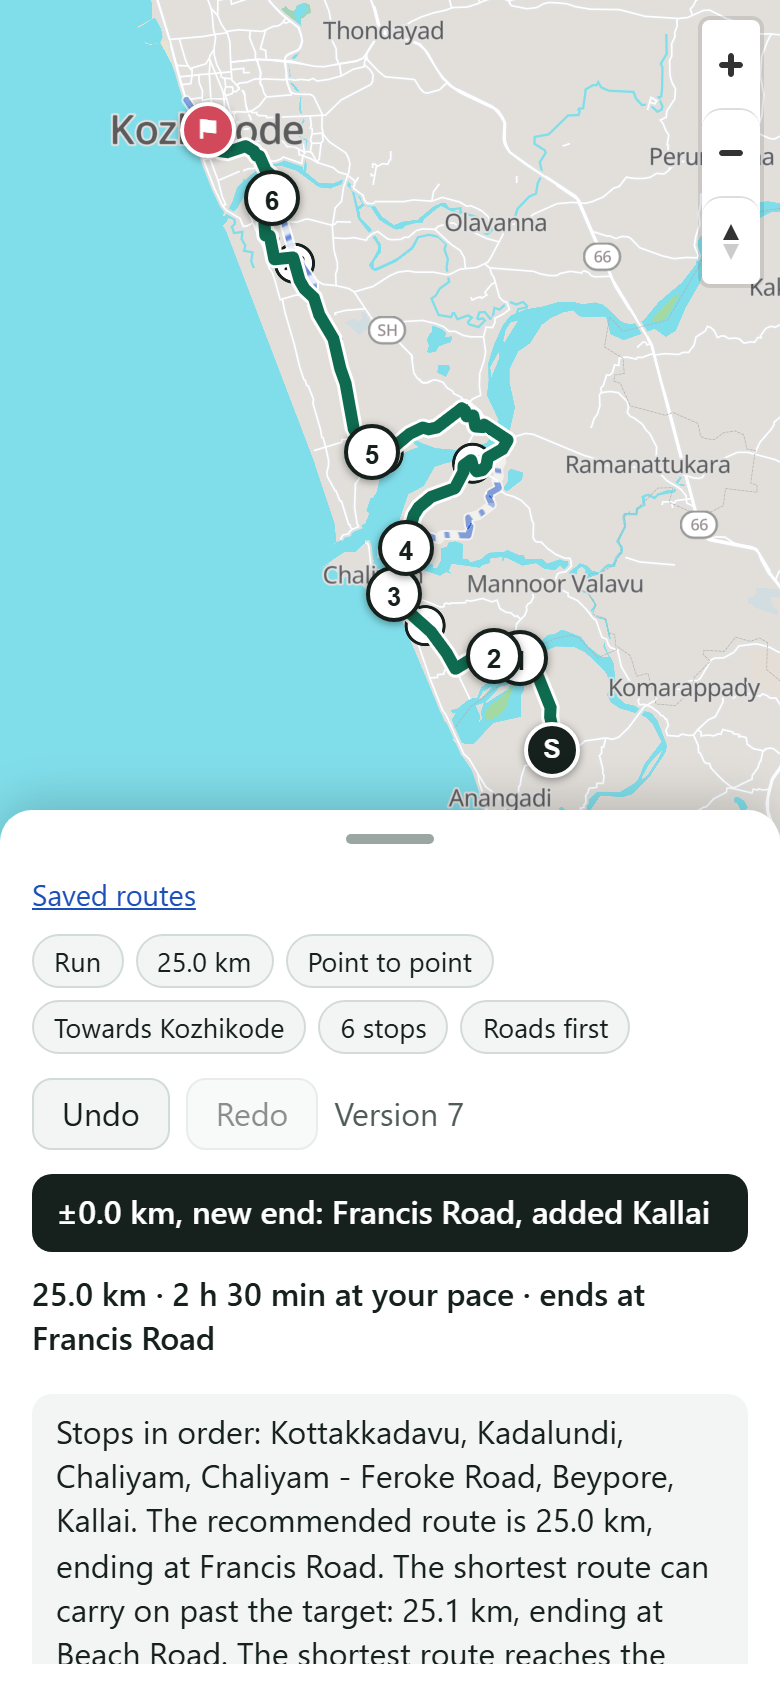 Thondayad
Olavanna
66
SH
6
5
Ramanattukara
66
4
Mannoor Valavu
3
2
Komarappady
S
Anangadi
Saved routes
Run
25.0 km
Point to point
Towards Kozhikode
6 stops
Roads first
Undo
Redo
Version 7
±0.0 km, new end: Francis Road, added Kallai
25.0 km · 2 h 30 min at your pace · ends at
Francis Road
Stops in order: Kottakkadavu, Kadalundi,
Chaliyam, Chaliyam - Feroke Road, Beypore,
Kallai. The recommended route is 25.0 km,
ending at Francis Road. The shortest route can
carry on past the target: 25.1 km, ending at
Beach Road. The shortest route reaches the